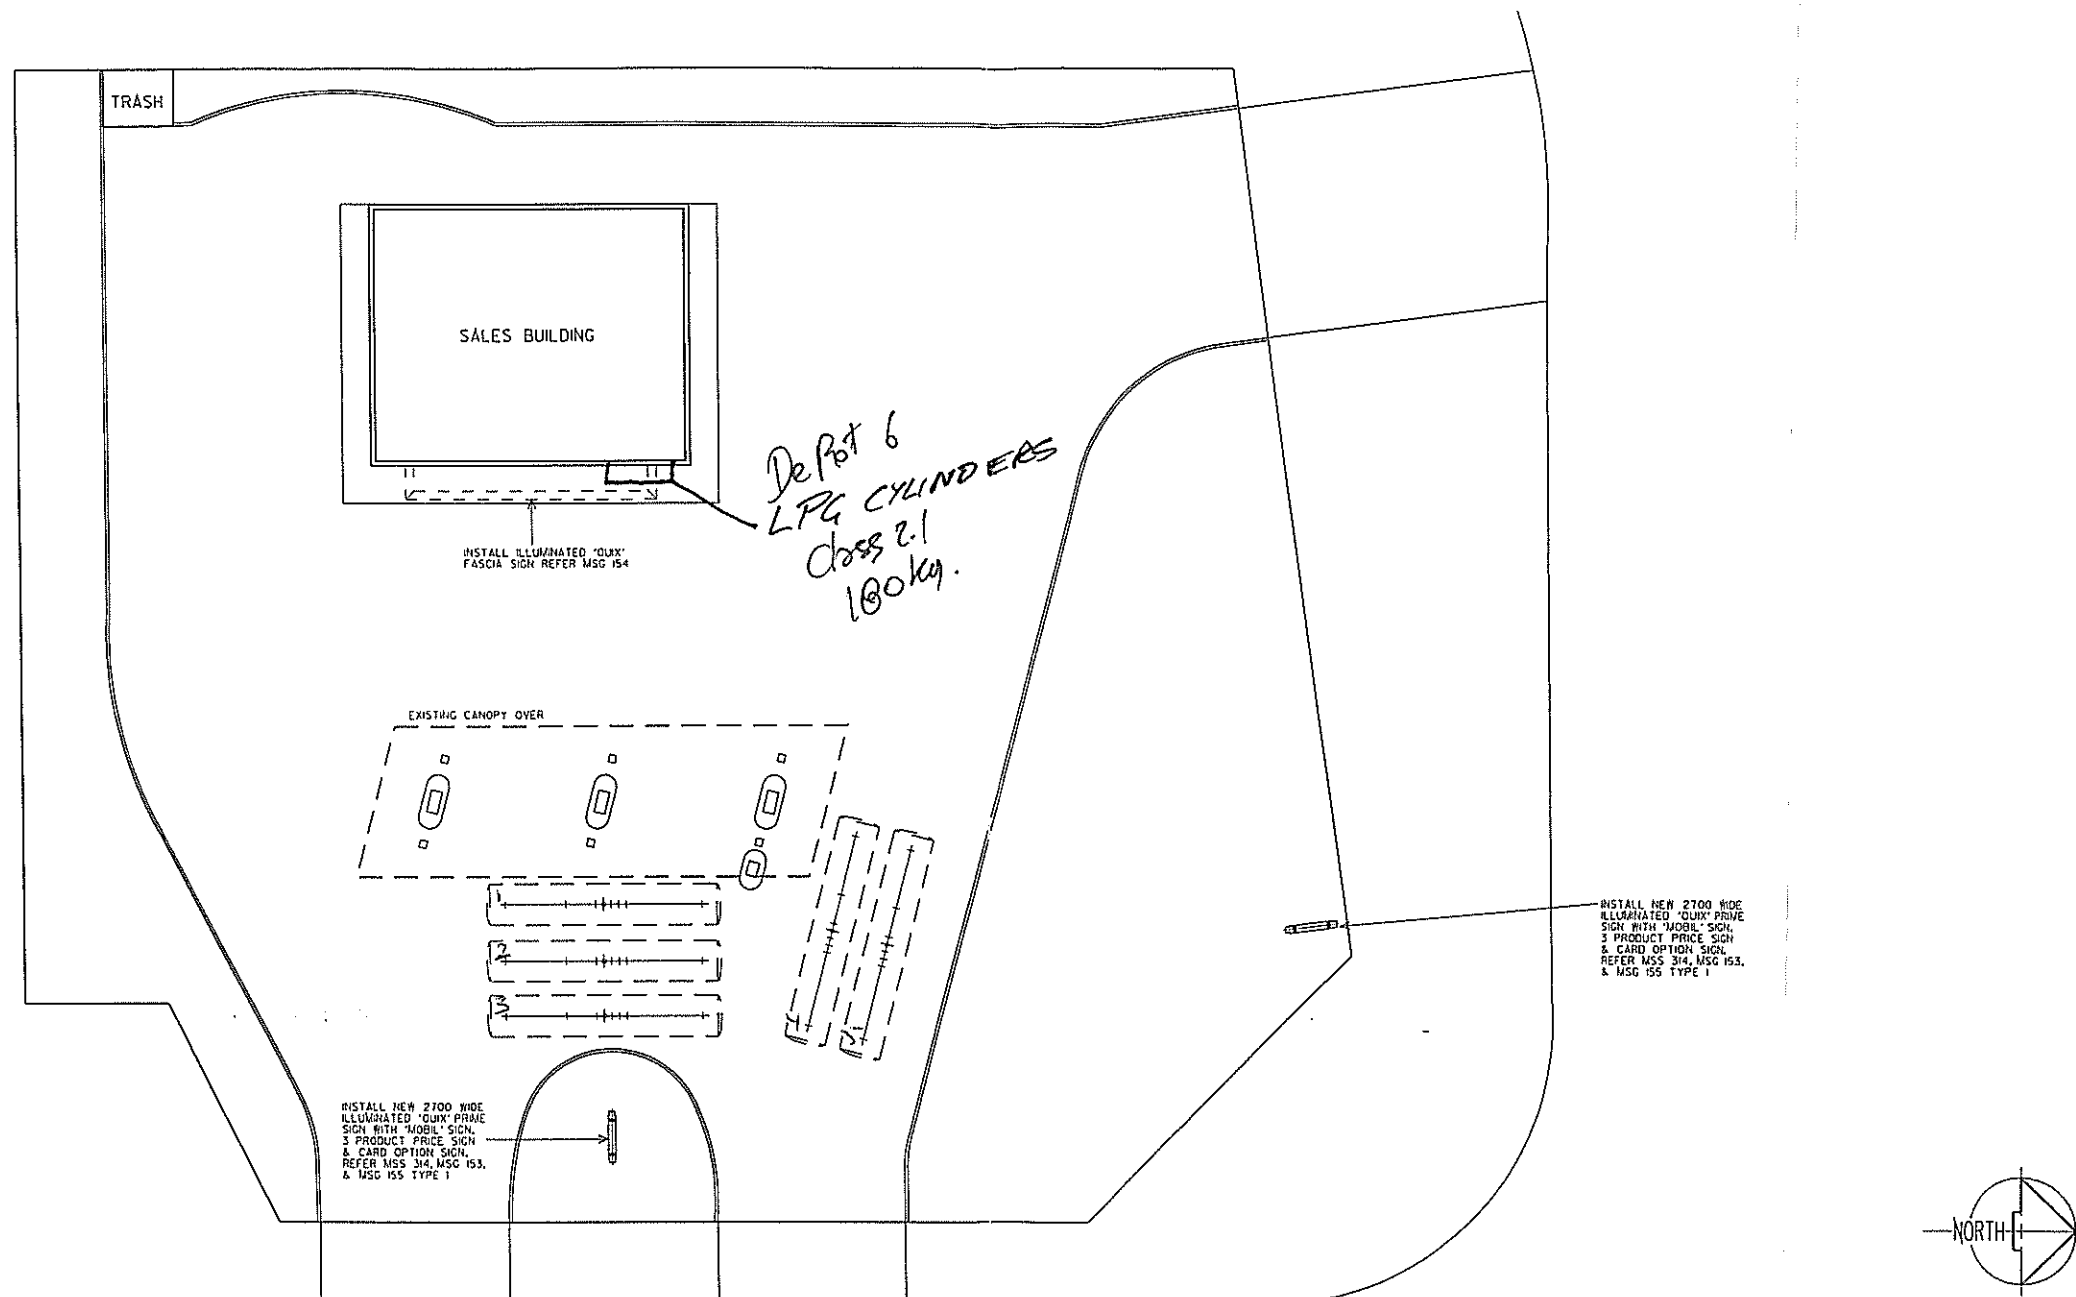 TRASH
SALES BUILDING
DePot 6
LPG CYLINDERS
Class 2.1
180kg.
INSTALL ILLUMINATED 'QUIX'
FASCIA SIGN REFER MSG 154
EXISTING CANOPY OVER
1
2
3
4
5
INSTALL NEW 2700 WIDE
ILLUMINATED 'QUIX' PRIME
SIGN WITH 'MOBIL' SIGN,
3 PRODUCT PRICE SIGN
& CARD OPTION SIGN.
REFER MSS 314, MSG 153,
& MSG 155 TYPE 1
INSTALL NEW 2700 WIDE
ILLUMINATED 'QUIX' PRIME
SIGN WITH 'MOBIL' SIGN,
3 PRODUCT PRICE SIGN
& CARD OPTION SIGN.
REFER MSS 314, MSG 153,
& MSG 155 TYPE 1
NORTH